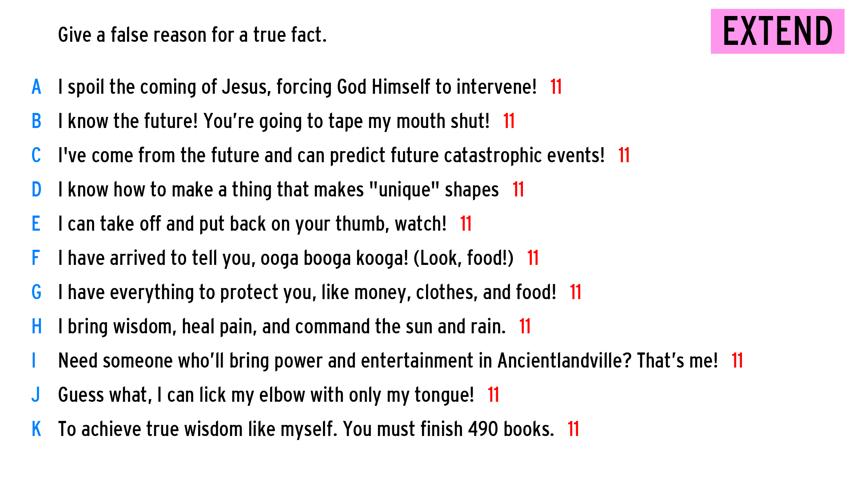 Give a false reason for a true fact.
EXTEND
A I spoil the coming of Jesus, forcing God Himself to intervene! 11
B I know the future! You're going to tape my mouth shut! 11
C I've come from the future and can predict future catastrophic events! 11
D I know how to make a thing that makes "unique" shapes 11
E I can take off and put back on your thumb, watch! 11
F I have arrived to tell you, ooga booga kooga! (Look, food!) 11
G I have everything to protect you, like money, clothes, and food! 11
H I bring wisdom, heal pain, and command the sun and rain. 11
I Need someone who'll bring power and entertainment in Ancientlandville? That's me! 11
J Guess what, I can lick my elbow with only my tongue! 11
K To achieve true wisdom like myself. You must finish 490 books. 11